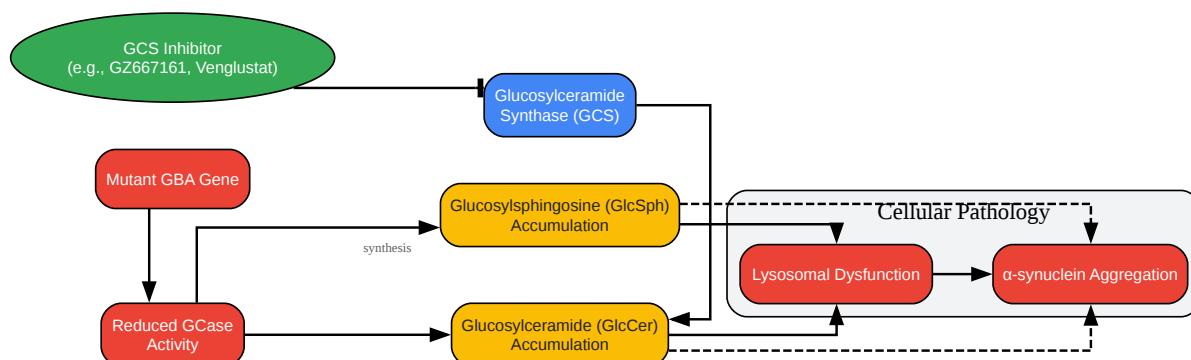 GCS Inhibitor
(e.g., GZ667161, Venglustat)
Glucosylceramide
Synthase (GCS)
Mutant GBA Gene
Glucosylsphingosine (GlcSph)
Accumulation
Cellular Pathology
synthesis
Lysosomal Dysfunction
α-synuclein Aggregation
Reduced GCase
Activity
Glucosylceramide (GlcCer)
Accumulation